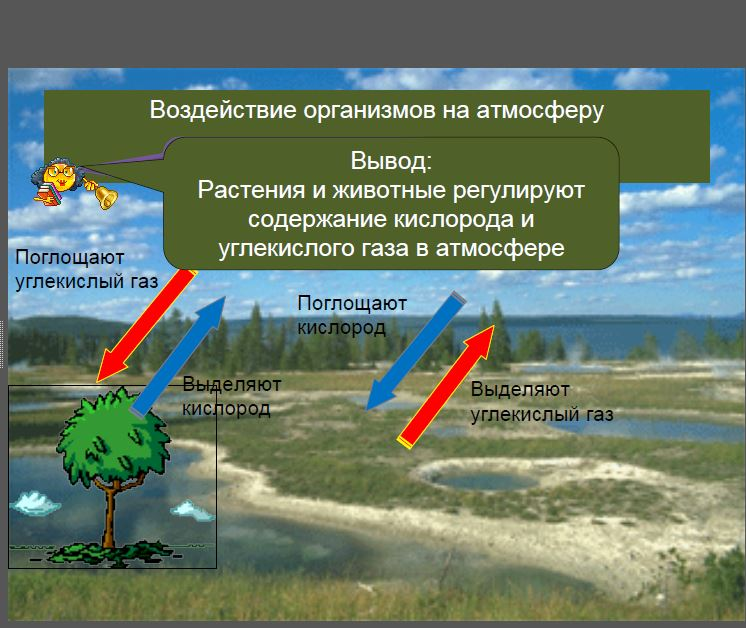 Воздействие организмов на атмосферу
Вывод:
Растения и животные регулируют
содержание кислорода и
углекислого газа в атмосфере
Поглощают
углекислый газ
Поглощают
кислород
Выделяют
кислород
Выделяют
углекислый газ